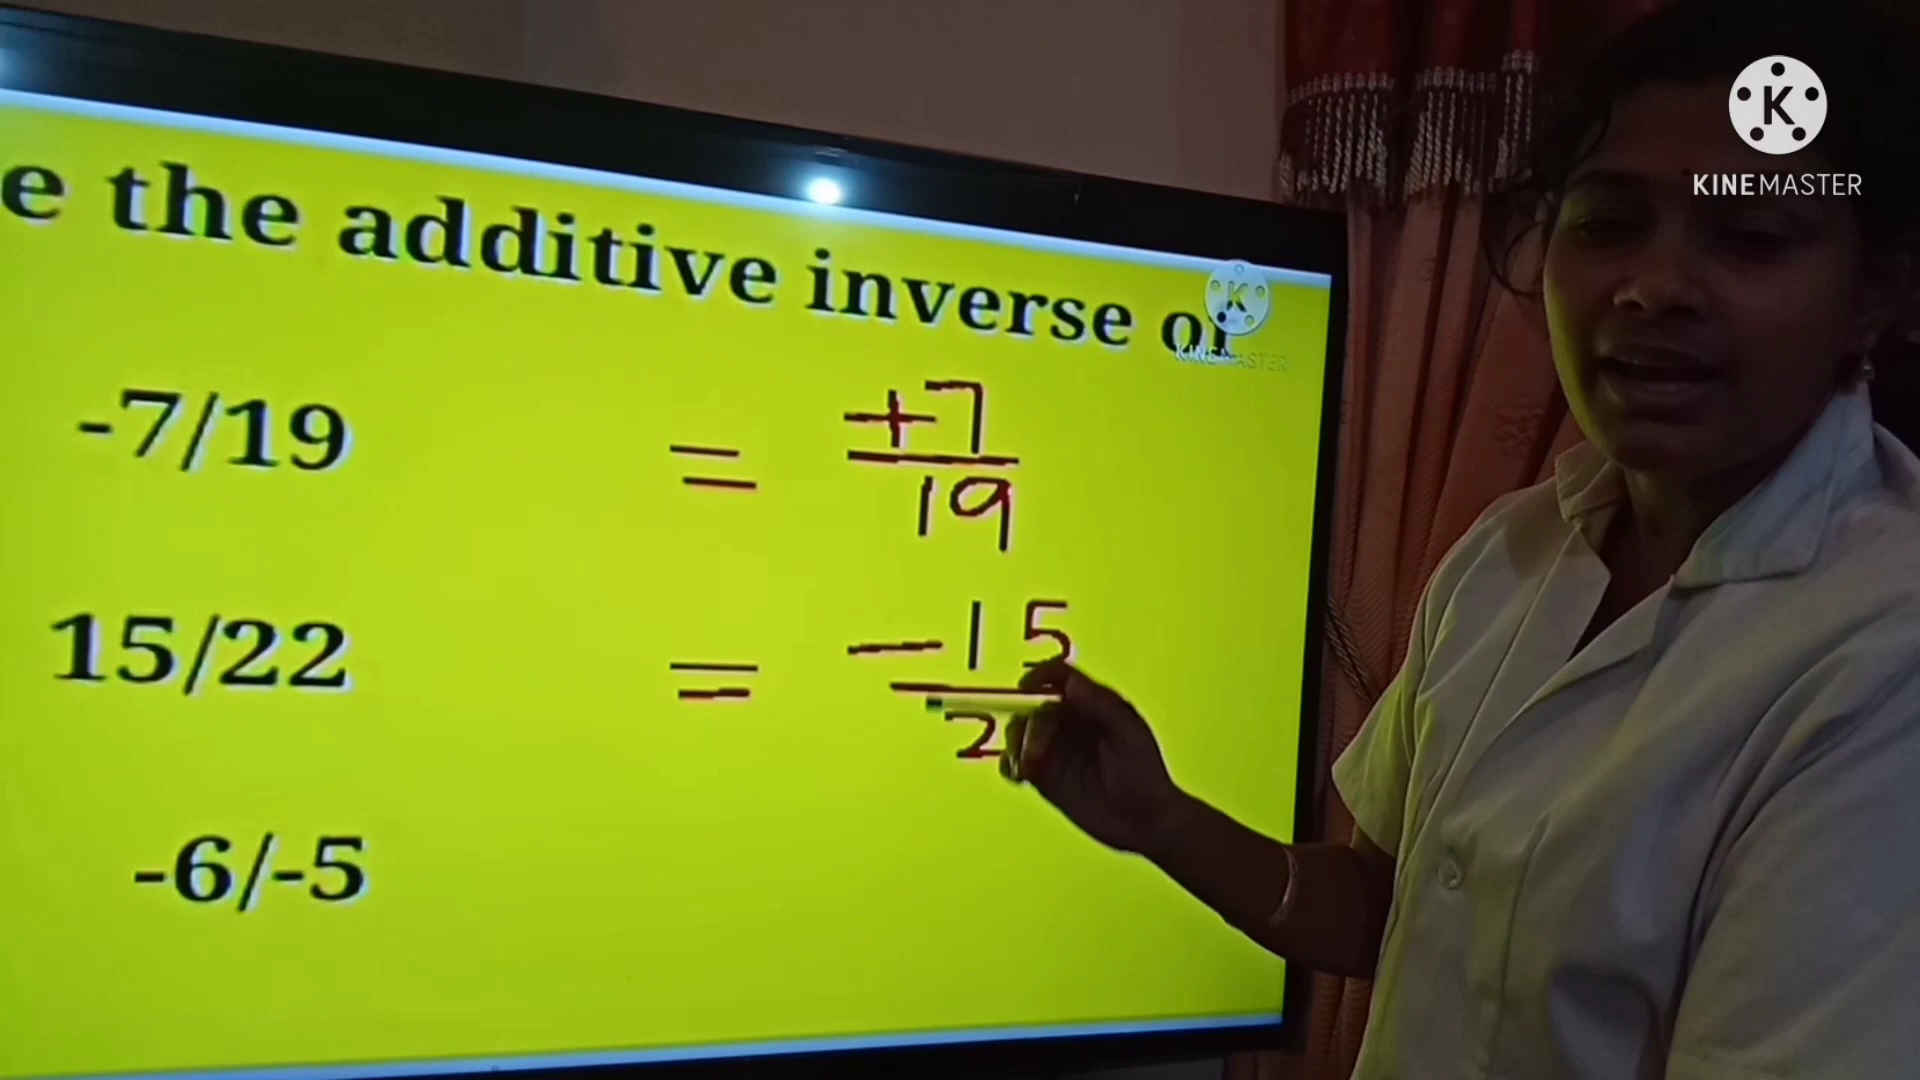 KINEMASTER
e the additive inverse of
KINEMASTER
-7/19 = +7/19
15/22 = -15/2
-6/-5